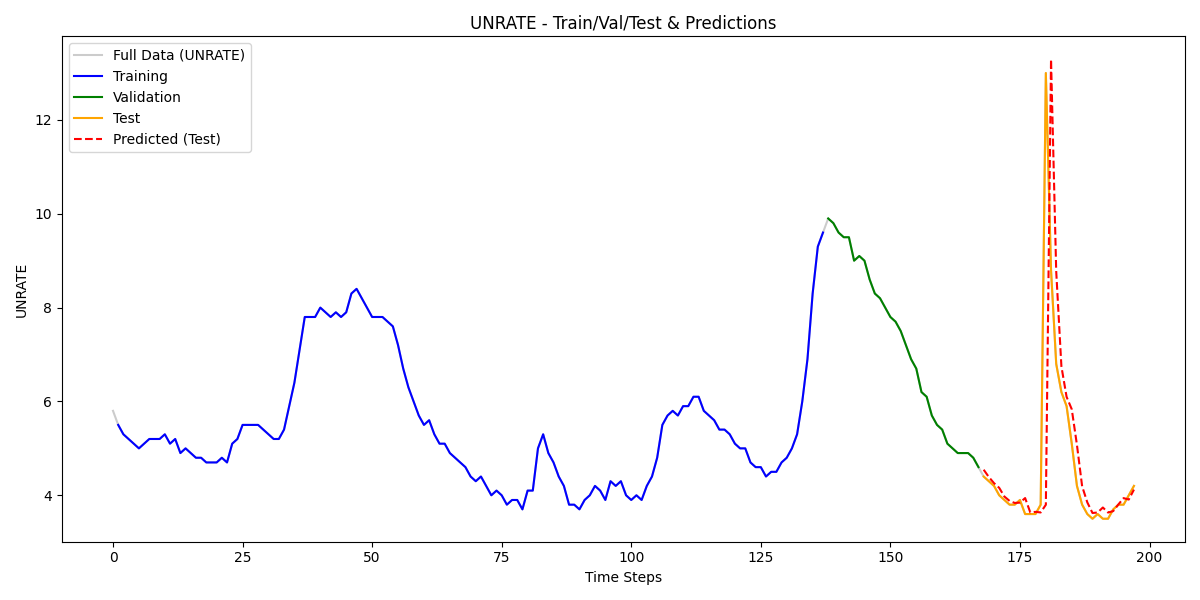 UNRATE - Train/Val/Test & Predictions
Full Data (UNRATE)
Training
Validation
Test
Predicted (Test)
UNRATE
12
10
8
6
4
0 25 50 75 100 125 150 175 200
Time Steps